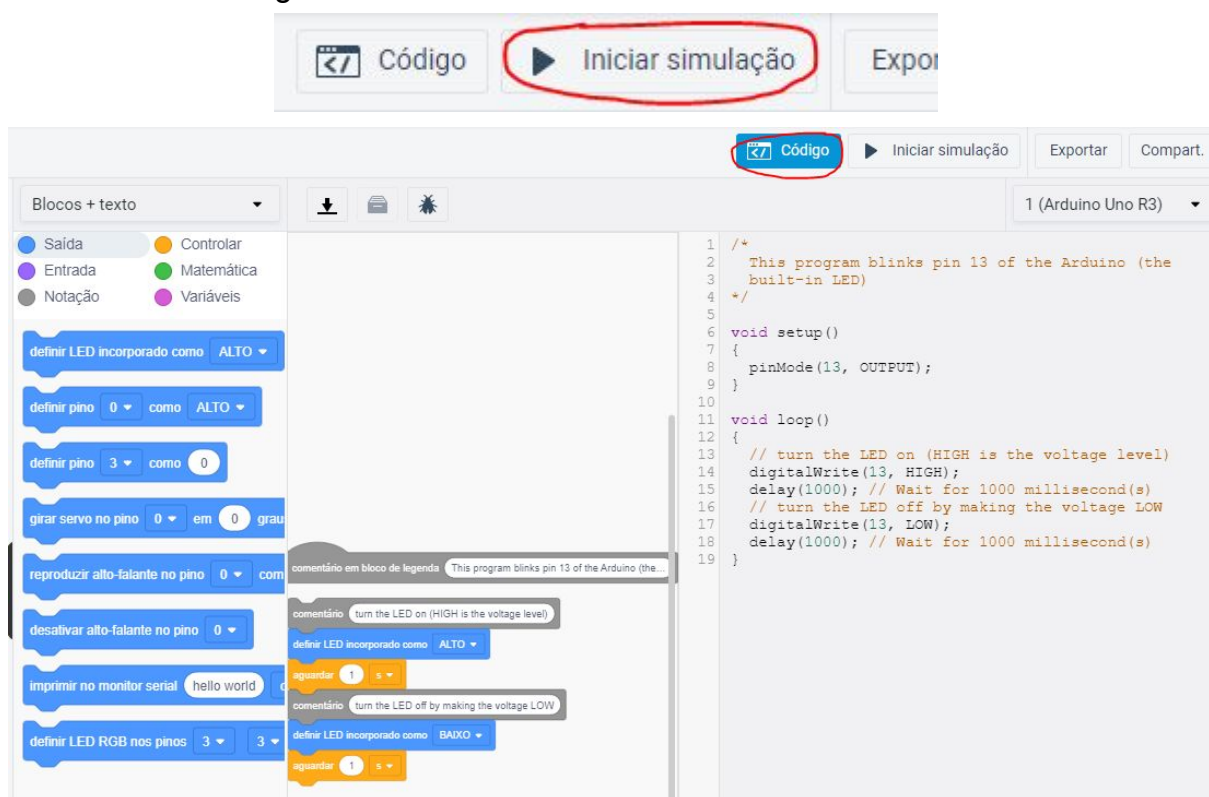 Código
Iniciar simulação
Expor
Código
Iniciar simulação
Exportar
Compart.
Blocos + texto
1 (Arduino Uno R3)
Saída
Controlar
Entrada
Matemática
Notação
Variáveis
definir LED incorporado como ALTO
definir pino 0 como ALTO
definir pino 3 como 0
girar servo no pino 0 em 0 grau
reproduzir alto-falante no pino 0 com
desativar alto-falante no pino 0
imprimir no monitor serial hello world
definir LED RGB nos pinos 3 3
comentário em bloco de legenda This program blinks pin 13 of the Arduino (the...
comentário turn the LED on (HIGH is the voltage level)
definir LED incorporado como ALTO
aguardar 1 s
comentário turn the LED off by making the voltage LOW
definir LED incorporado como BAIXO
aguardar 1 s
1 /*
2 This program blinks pin 13 of the Arduino (the
3 built-in LED)
4 */
5
6 void setup()
7 {
8 pinMode(13, OUTPUT);
9 }
10
11 void loop()
12 {
13 // turn the LED on (HIGH is the voltage level)
14 digitalWrite(13, HIGH);
15 delay(1000); // Wait for 1000 millisecond(s)
16 // turn the LED off by making the voltage LOW
17 digitalWrite(13, LOW);
18 delay(1000); // Wait for 1000 millisecond(s)
19 }